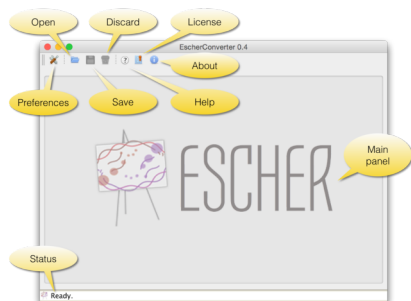 Open
Discard
License
EscherConverter 0.4
About
Preferences
Save
Help
ESCHER
Main
panel
Status
Ready.